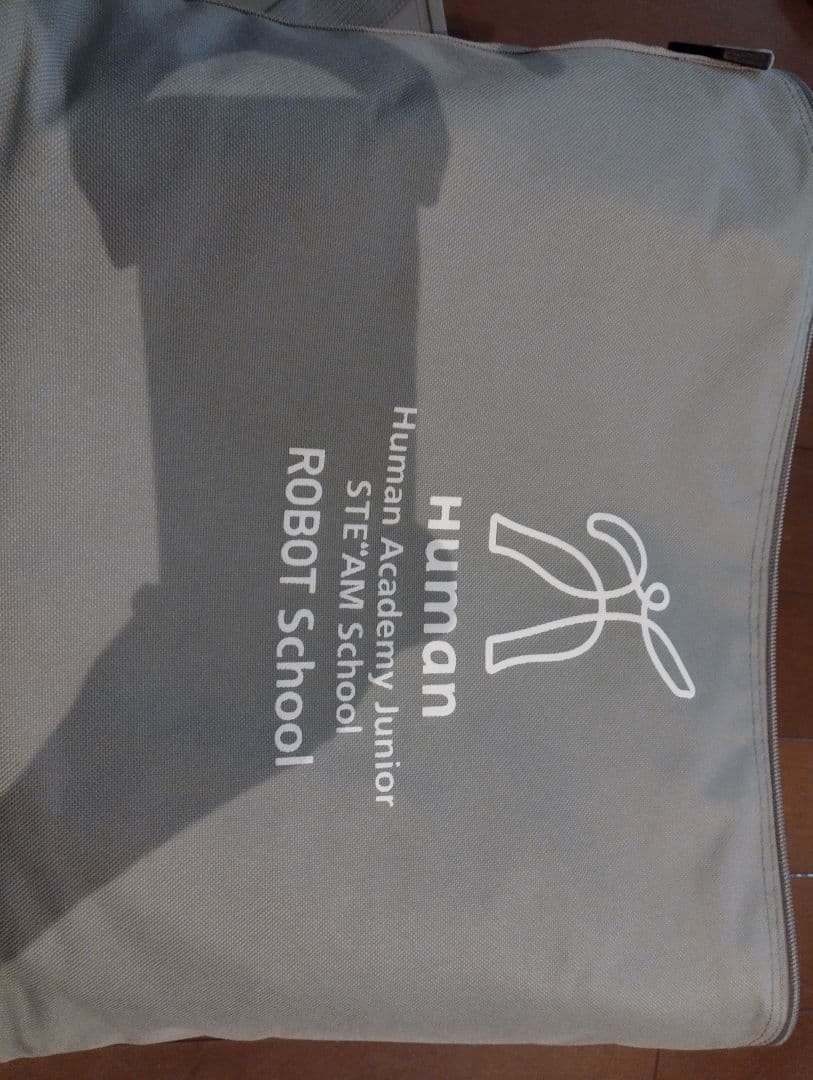 Human
Human Academy Junior
STE“AM School
ROBOT School